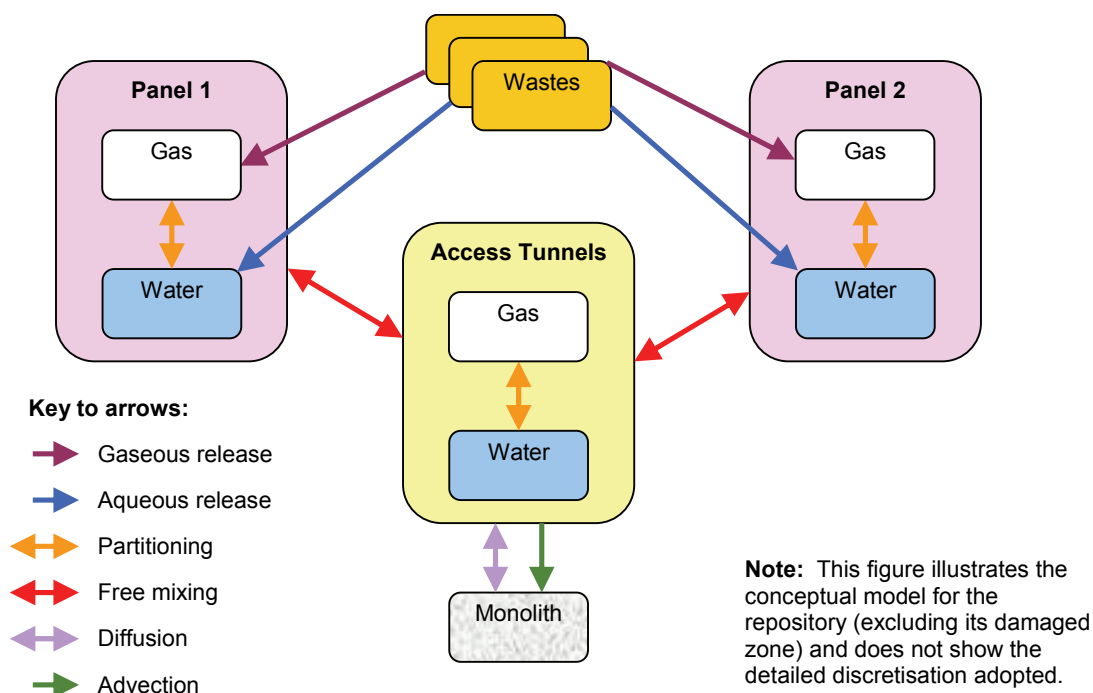 Wastes
Panel 1
Gas
Water
Panel 2
Gas
Water
Access Tunnels
Gas
Water
Monolith
Key to arrows:
Gaseous release
Aqueous release
Partitioning
Free mixing
Diffusion
Advection
Note: This figure illustrates the
conceptual model for the
repository (excluding its damaged
zone) and does not show the
detailed discretisation adopted.